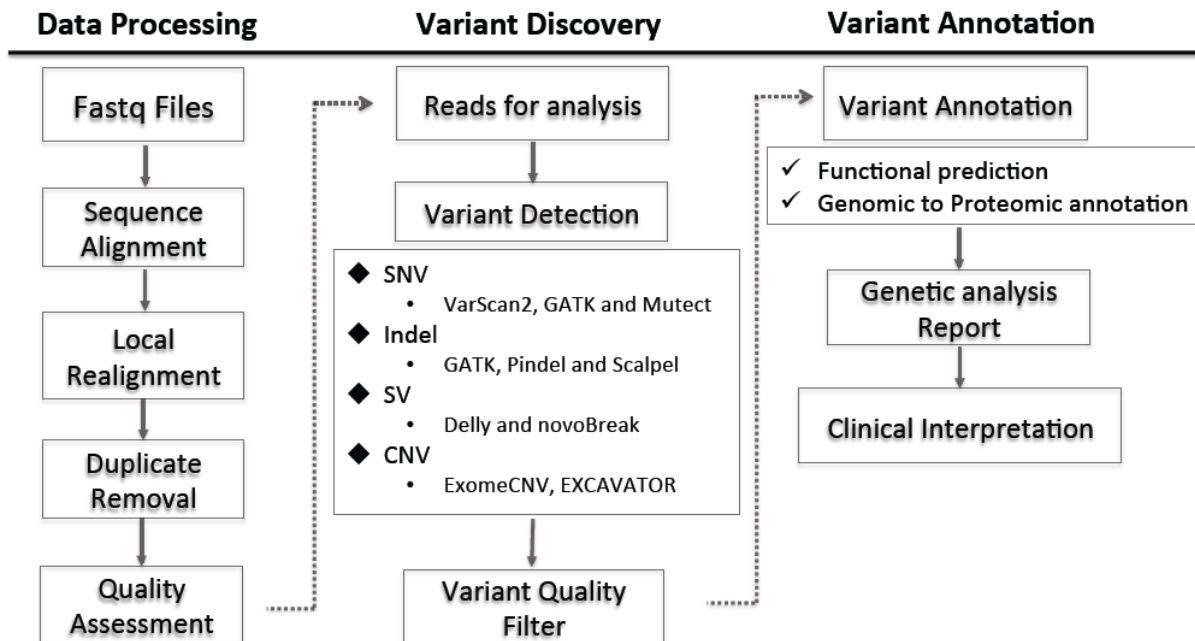 Data Processing
Fastq Files
Sequence
Alignment
Local
Realignment
Duplicate
Removal
Quality
Assessment
Variant Discovery
Reads for analysis
Variant Detection
SNV
VarScan2, GATK and Mutect
Indel
GATK, Pindel and Scalpel
SV
Delly and novoBreak
CNV
ExomeCNV, EXCAVATOR
Variant Quality
Filter
Variant Annotation
Variant Annotation
✓ Functional prediction
✓ Genomic to Proteomic annotation
Genetic analysis
Report
Clinical Interpretation